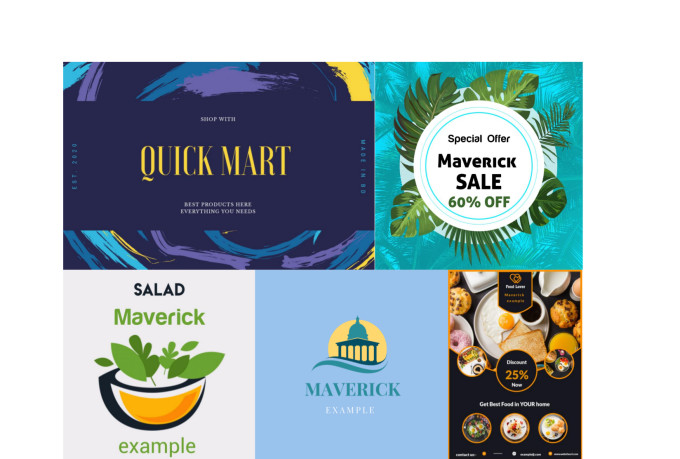 SHOP WITH
QUICK MART
BEST PRODUCTS HERE
EVERYTHING YOU NEEDS
EST. 2020
MADE IN BD
Special Offer
MAVERICK
SALE
60% OFF
SALAD
Maverick
example
MAVERICK
EXAMPLE
Food Lover
Maverick
example
Discount
25%
Now
Get Best Food in YOUR home